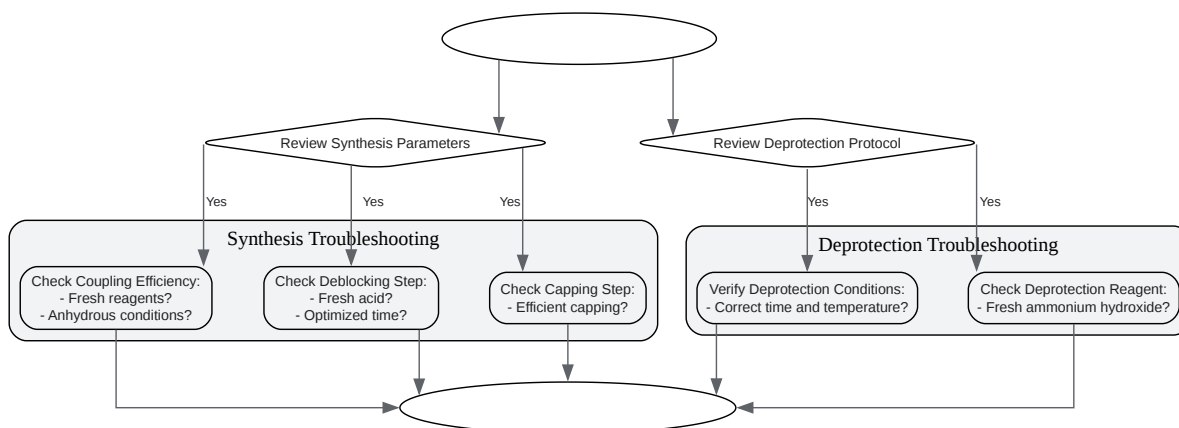 Review Synthesis Parameters
Review Deprotection Protocol
Yes
Yes
Yes
Yes
Yes
Synthesis Troubleshooting
Deprotection Troubleshooting
Check Coupling Efficiency:
- Fresh reagents?
- Anhydrous conditions?
Check Deblocking Step:
- Fresh acid?
- Optimized time?
Check Capping Step:
- Efficient capping?
Verify Deprotection Conditions:
- Correct time and temperature?
Check Deprotection Reagent:
- Fresh ammonium hydroxide?